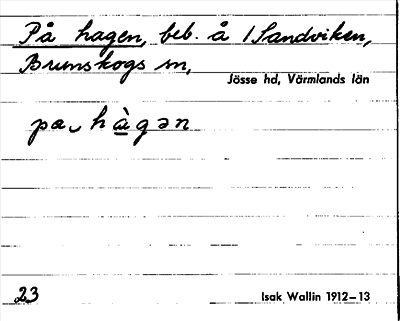 På hagen, beb. å 1 Sandviken,
Brunskogs sn,
Jösse hd, Värmlands län
pa‿ hàgən
23
Isak Wallin 1912–13